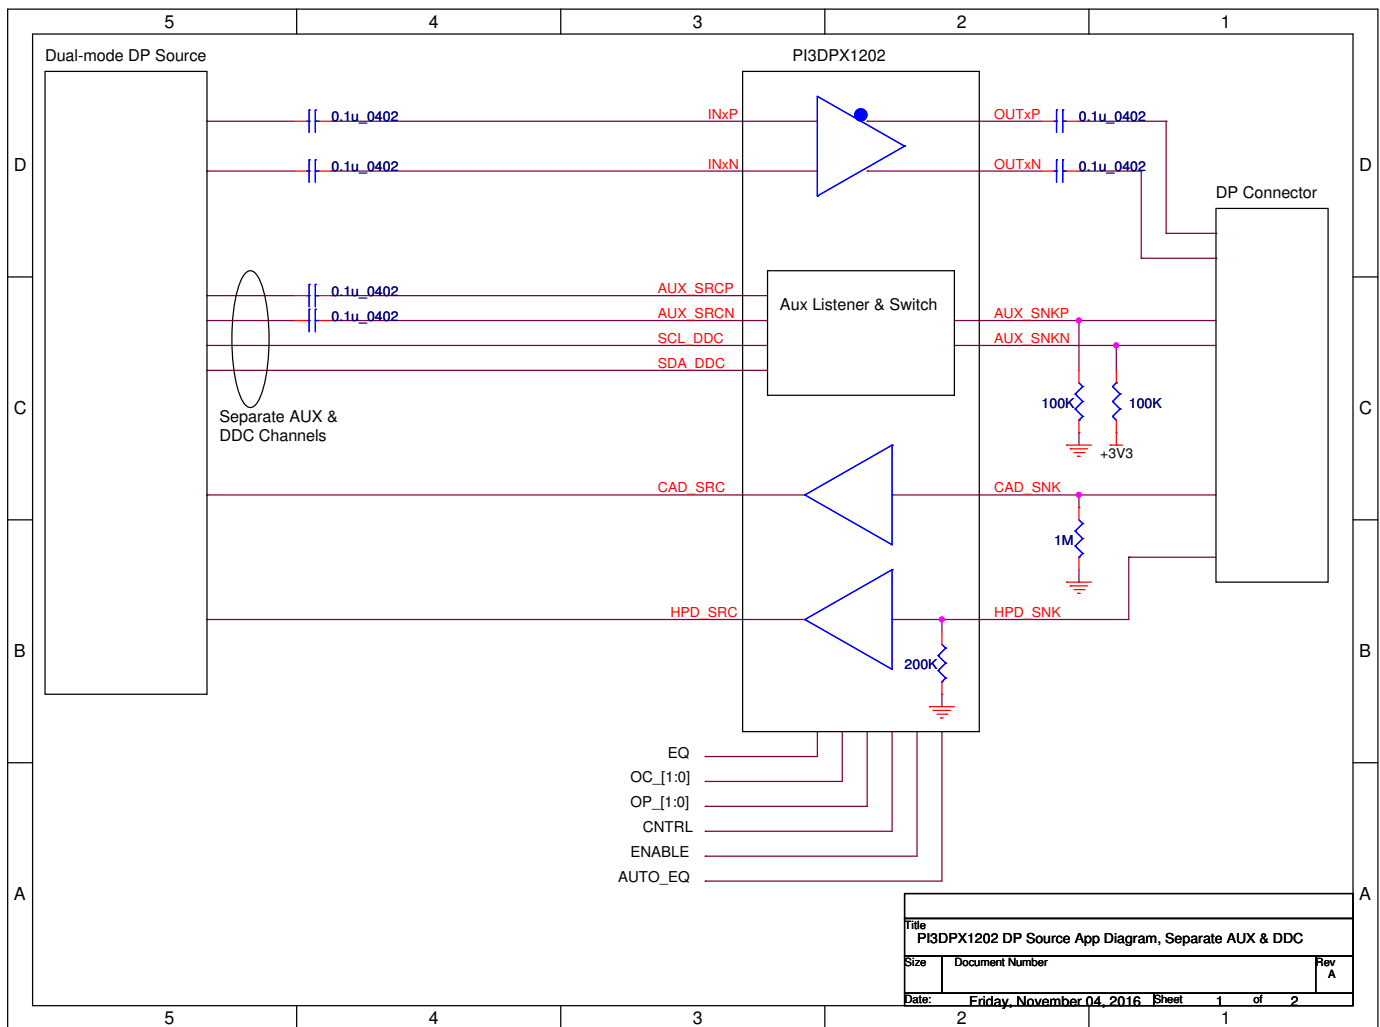 5 4 3 2 1
Dual-mode DP Source
PI3DPX1202
0.1u_0402 INxP OUTxP 0.1u_0402
D 0.1u_0402 INxN OUTxN 0.1u_0402 D
DP Connector
0.1u_0402 AUX_SRCP
0.1u_0402 AUX_SRCN Aux Listener & Switch AUX_SNKP
SCL_DDC AUX_SNKN
SDA_DDC
C 100K 100K C
Separate AUX &
DDC Channels
+3V3
CAD_SRC CAD_SNK
1M
HPD_SRC HPD_SNK
B 200K B
EQ
OC_[1:0]
OP_[1:0]
CNTRL
ENABLE
AUTO_EQ
A A
Title
PI3DPX1202 DP Source App Diagram, Separate AUX & DDC
Size Document Number Rev
A
Date: Friday, November 04, 2016 Sheet 1 of 2
5 4 3 2 1